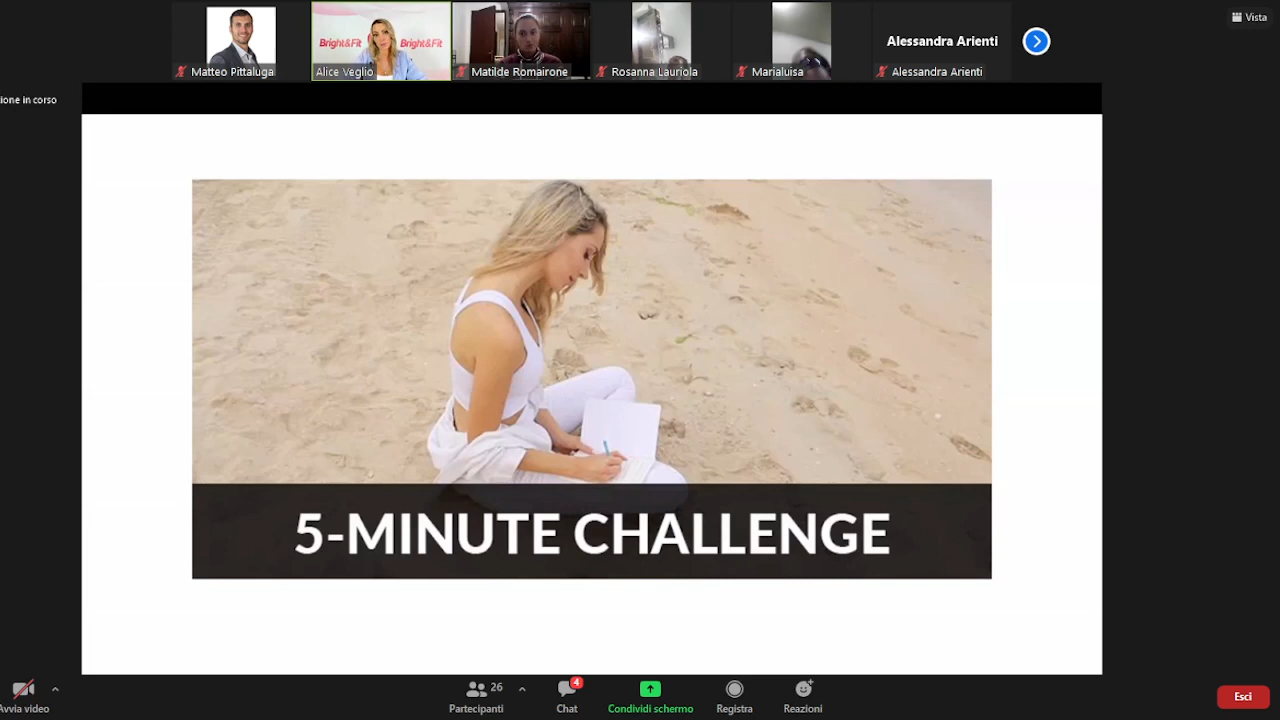 Vista
Bright&Fit
Bright&Fit
Alessandra Arienti
Matteo Pittaluga
Alice Veglio
Matilde Romairone
Rosanna Lauriola
Marialuisa
Alessandra Arienti
ione in corso
5-MINUTE CHALLENGE
26
4
Avvia video
Partecipanti
Chat
Condividi schermo
Registra
Reazioni
Esci